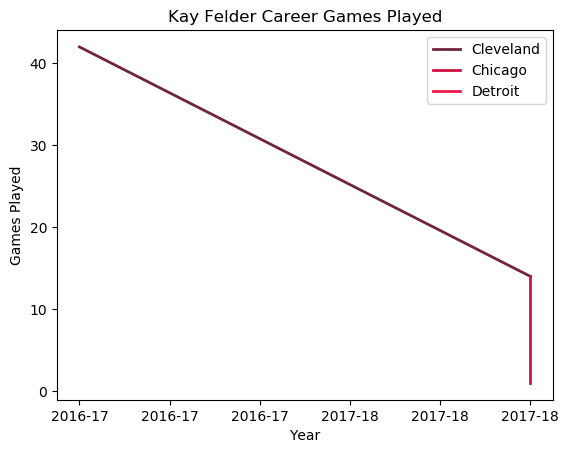 Kay Felder Career Games Played
Cleveland
Chicago
Detroit
40
30
20
10
0
Games Played
2016-17 2016-17 2016-17 2017-18 2017-18 2017-18
Year